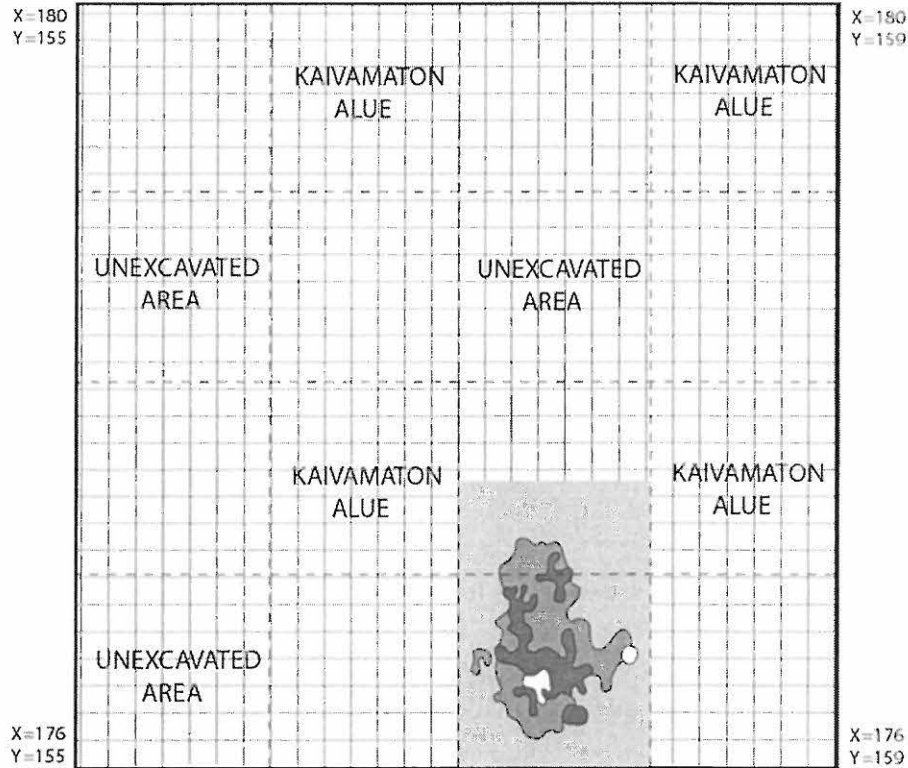 X=180
Y=155
X=180
Y=159
KAIVAMATON
ALUE
KAIVAMATON
ALUE
UNEXCAVATED
AREA
UNEXCAVATED
AREA
KAIVAMATON
ALUE
KAIVAMATON
ALUE
UNEXCAVATED
AREA
X=176
Y=155
X=176
Y=159